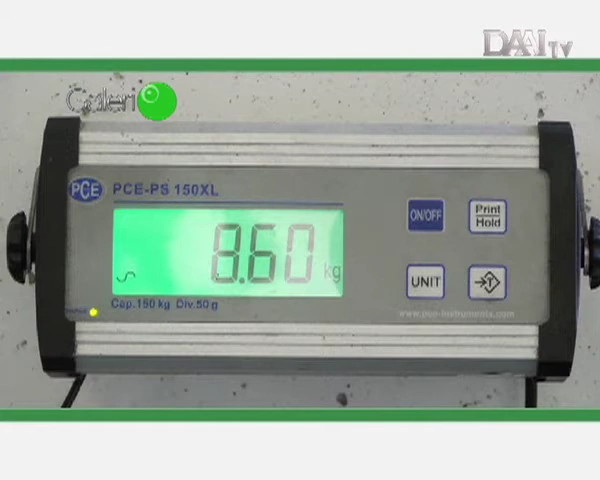 DAAI TV
Galeri
PCE PCE-PS 150XL
8.60 kg
ON/OFF
Print Hold
UNIT
T
Cap.150 kg Div.50 g
www.pce-instruments.com